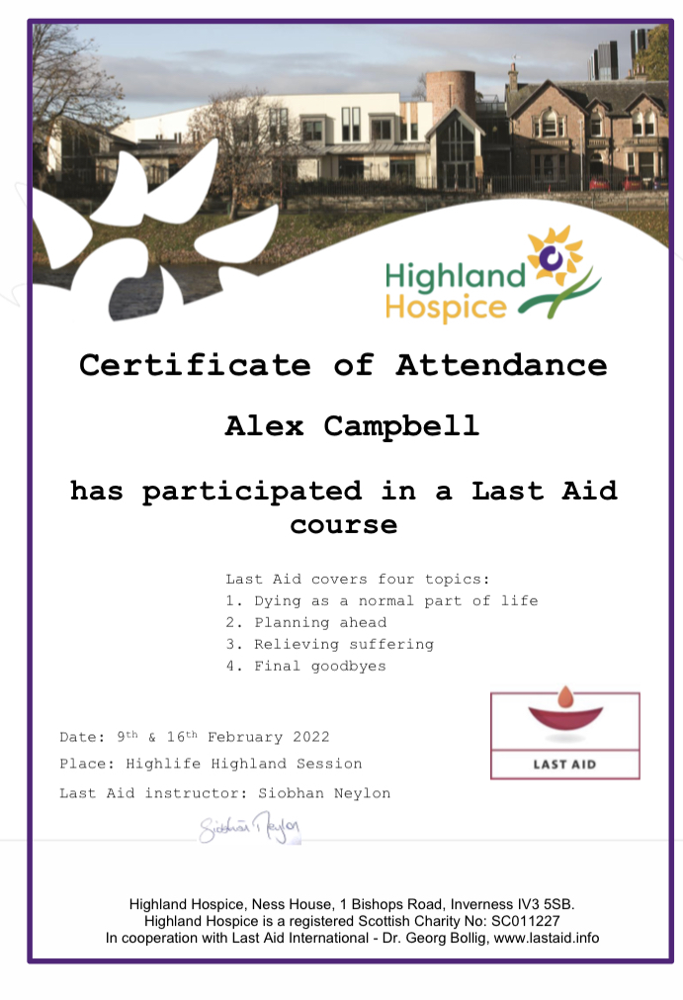 Highland
Hospice
Certificate of Attendance
Alex Campbell
has participated in a Last Aid
course
Last Aid covers four topics:
1. Dying as a normal part of life
2. Planning ahead
3. Relieving suffering
4. Final goodbyes
LAST AID
Date: 9th & 16th February 2022
Place: Highlife Highland Session
Last Aid instructor: Siobhan Neylon
Siobhán Neylon
Highland Hospice, Ness House, 1 Bishops Road, Inverness IV3 5SB.
Highland Hospice is a registered Scottish Charity No: SC011227
In cooperation with Last Aid International - Dr. Georg Bollig, www.lastaid.info